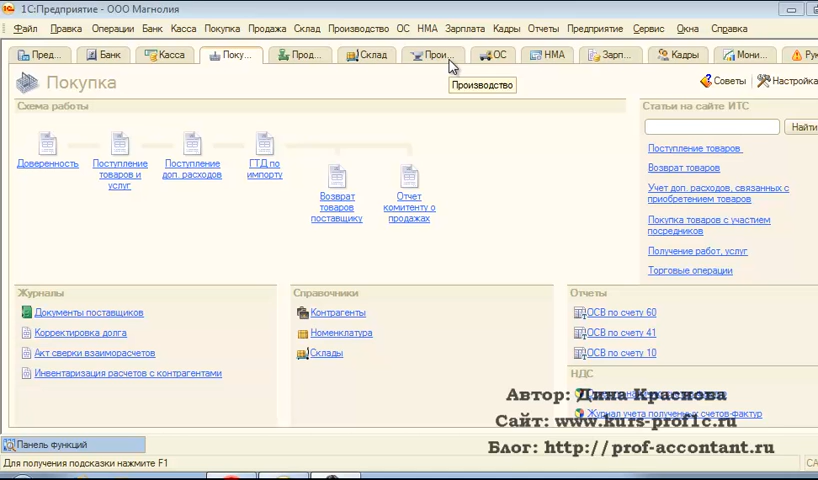 1С:Предприятие - ООО Магнолия
Файл Правка Операции Банк Касса Покупка Продажа Склад Производство ОС НМА Зарплата Кадры Отчеты Предприятие Сервис Окна Справка
Пред... Банк Касса Поку... Прод... Склад Прои... ОС НМА Зарп... Кадры Мони... Рук
Производство
Покупка
Советы
Настройка
Схема работы
Доверенность
Поступление
товаров и
услуг
Поступление
доп. расходов
ГТД по
импорту
Возврат
товаров
поставщику
Отчет
комитенту о
продажах
Статьи на сайте ИТС
Найти
Поступление товаров
Возврат товаров
Учет доп. расходов, связанных с
приобретением товаров
Покупка товаров с участием
посредников
Получение работ, услуг
Торговые операции
Журналы
Документы поставщиков
Корректировка долга
Акт сверки взаиморасчетов
Инвентаризация расчетов с контрагентами
Справочники
Контрагенты
Номенклатура
Склады
Отчеты
ОСВ по счету 60
ОСВ по счету 41
ОСВ по счету 10
НДС
Журнал учета полученных счетов-фактур
Автор: Дина Краснова
Сайт: www.kurs-prof1c.ru
Блог: http://prof-accontant.ru
Панель функций
Для получения подсказки нажмите F1